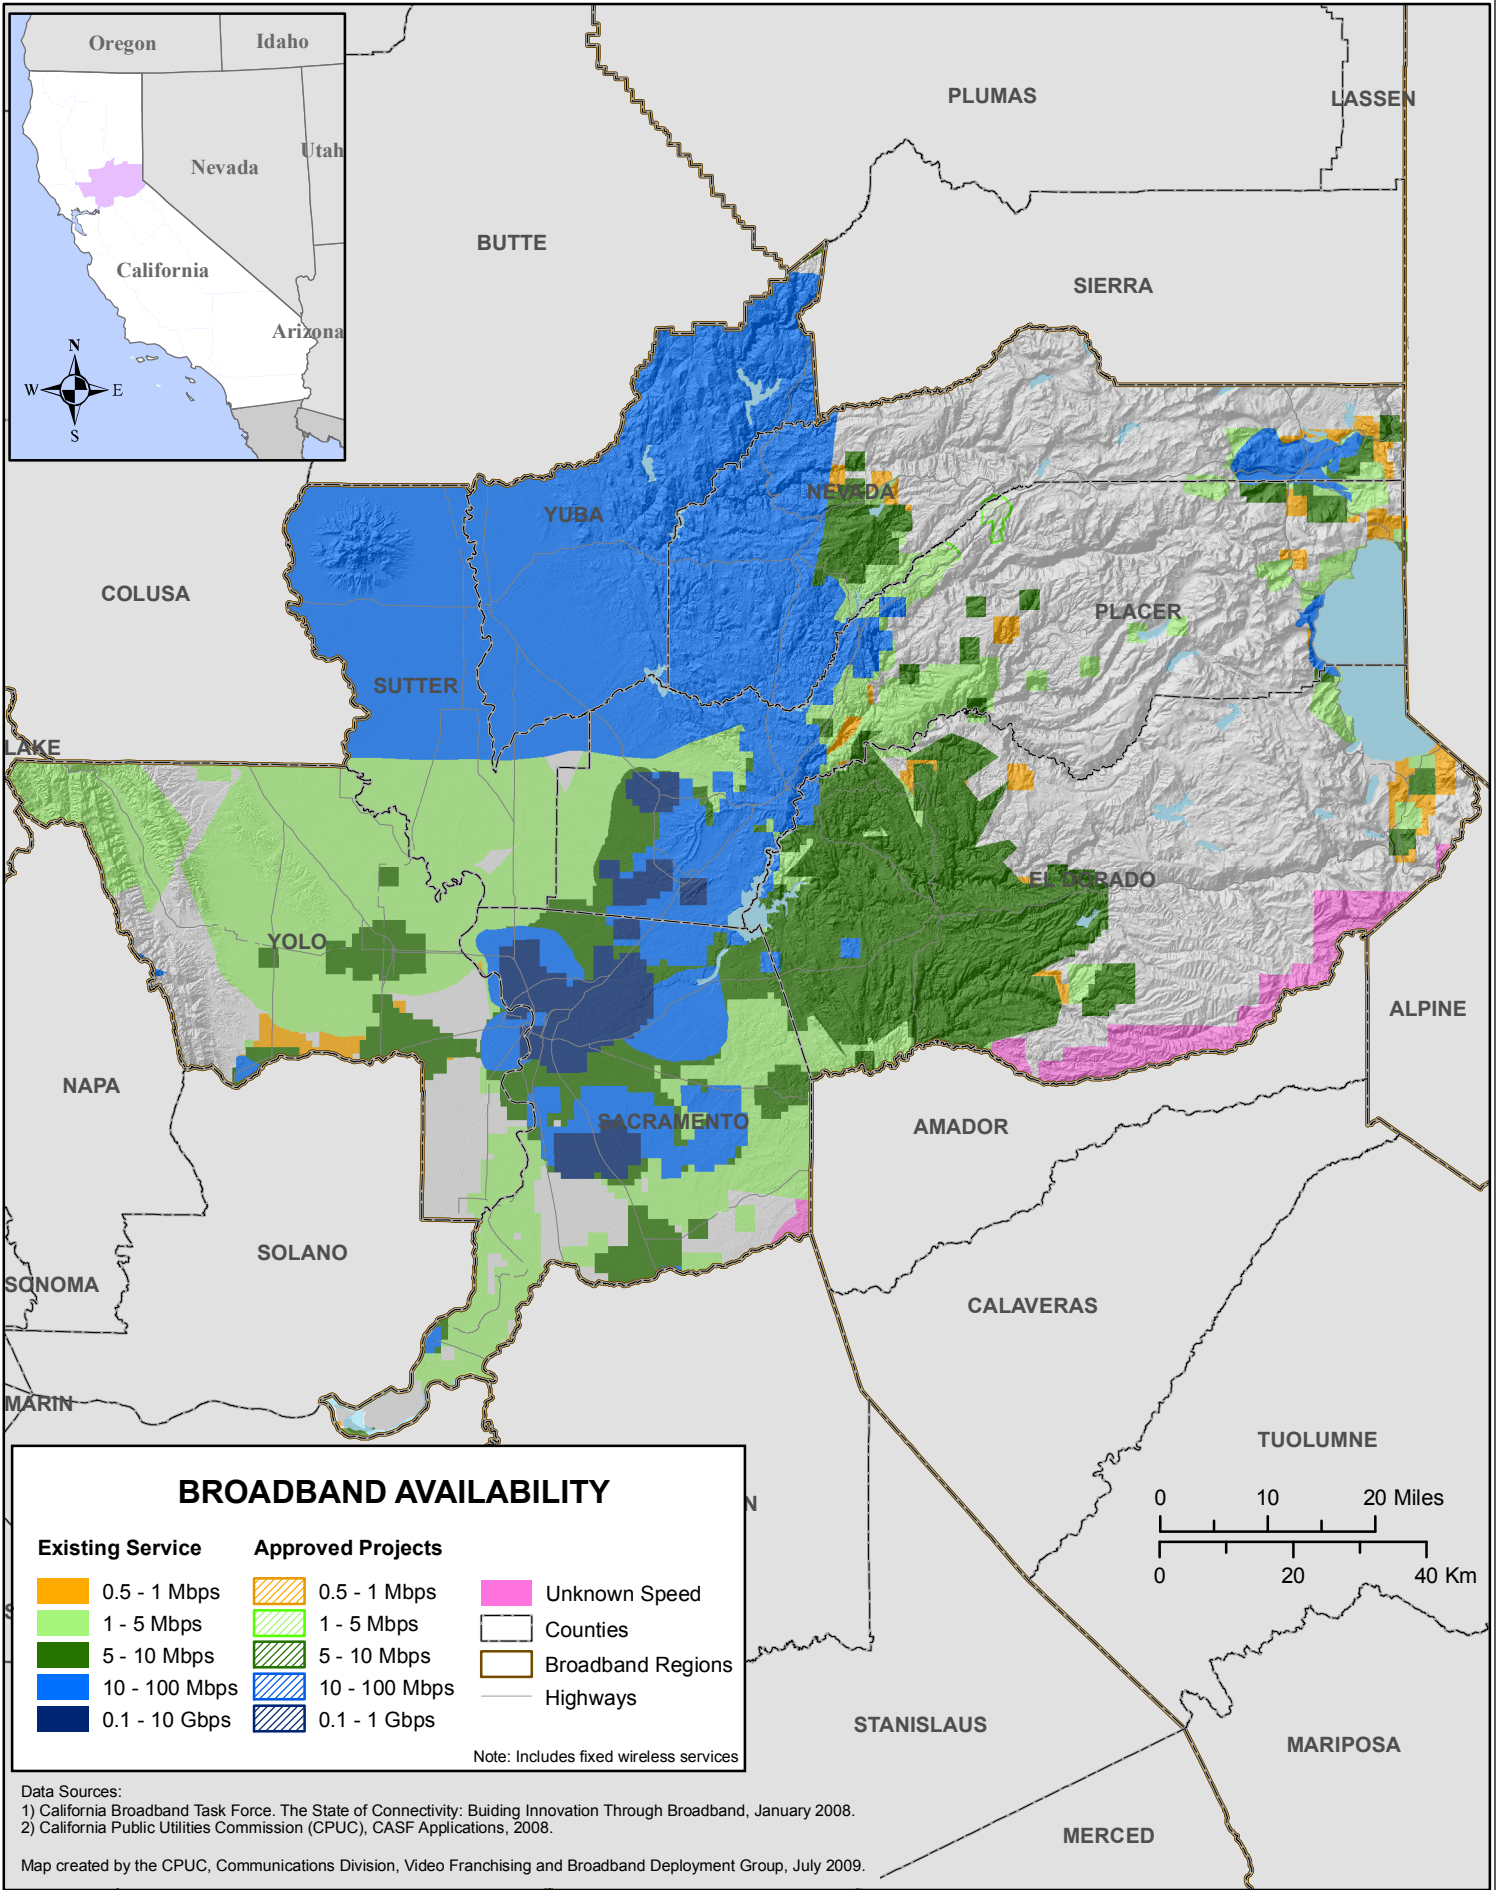 Oregon
Idaho
Nevada
Utah
California
Arizona
N
W
E
S
PLUMAS
LASSEN
BUTTE
SIERRA
NEVADA
YUBA
COLUSA
PLACER
SUTTER
LAKE
EL DORADO
YOLO
ALPINE
NAPA
SACRAMENTO
AMADOR
SOLANO
SONOMA
CALAVERAS
MARIN
TUOLUMNE
N
S
STANISLAUS
MARIPOSA
MERCED
0 10 20 Miles
0 20 40 Km
BROADBAND AVAILABILITY
Existing Service
0.5 - 1 Mbps
1 - 5 Mbps
5 - 10 Mbps
10 - 100 Mbps
0.1 - 10 Gbps
Approved Projects
0.5 - 1 Mbps
1 - 5 Mbps
5 - 10 Mbps
10 - 100 Mbps
0.1 - 1 Gbps
Unknown Speed
Counties
Broadband Regions
Highways
Note: Includes fixed wireless services
Data Sources:
1) California Broadband Task Force. The State of Connectivity: Buiding Innovation Through Broadband, January 2008.
2) California Public Utilities Commission (CPUC), CASF Applications, 2008.
Map created by the CPUC, Communications Division, Video Franchising and Broadband Deployment Group, July 2009.